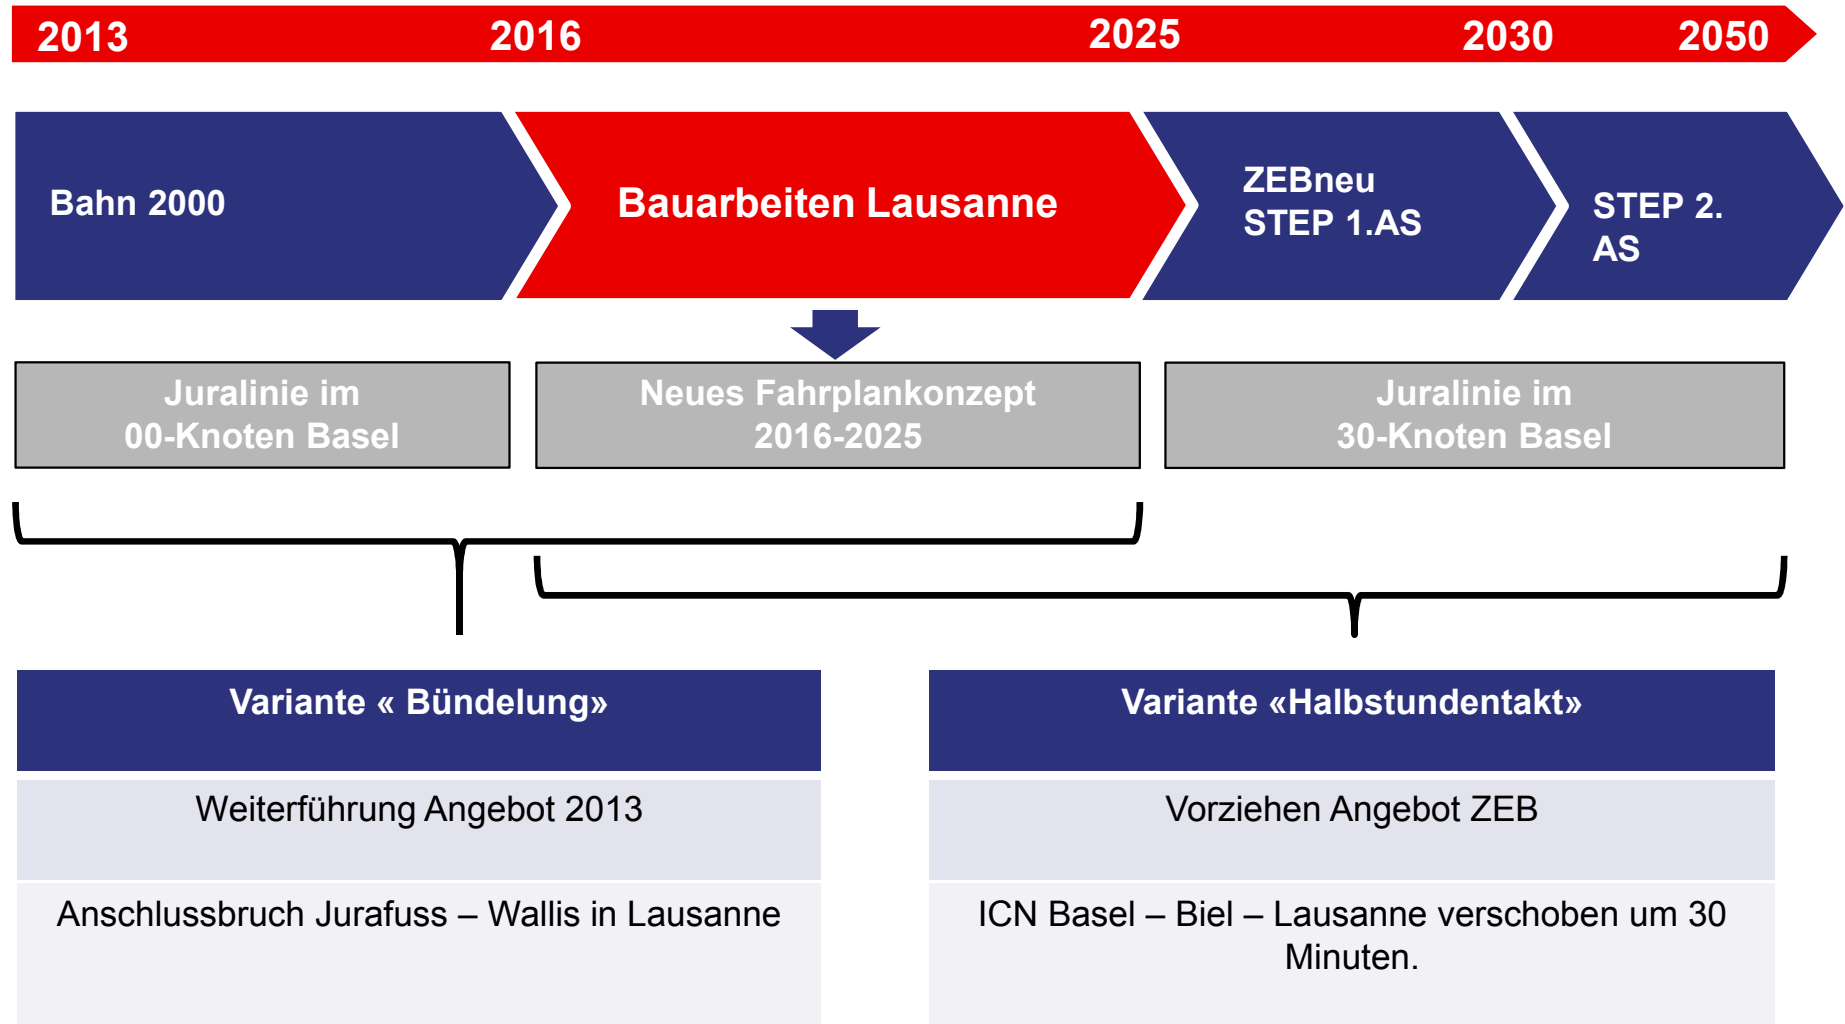 2013 2016 2025 2030 2050
Bahn 2000
Bauarbeiten Lausanne
ZEBneu
STEP 1.AS
STEP 2.
AS
Juralinie im
00-Knoten Basel
Neues Fahrplankonzept
2016-2025
Juralinie im
30-Knoten Basel
Variante « Bündelung»
Weiterführung Angebot 2013
Anschlussbruch Jurafuss – Wallis in Lausanne
Variante «Halbstundentakt»
Vorziehen Angebot ZEB
ICN Basel – Biel – Lausanne verschoben um 30
Minuten.